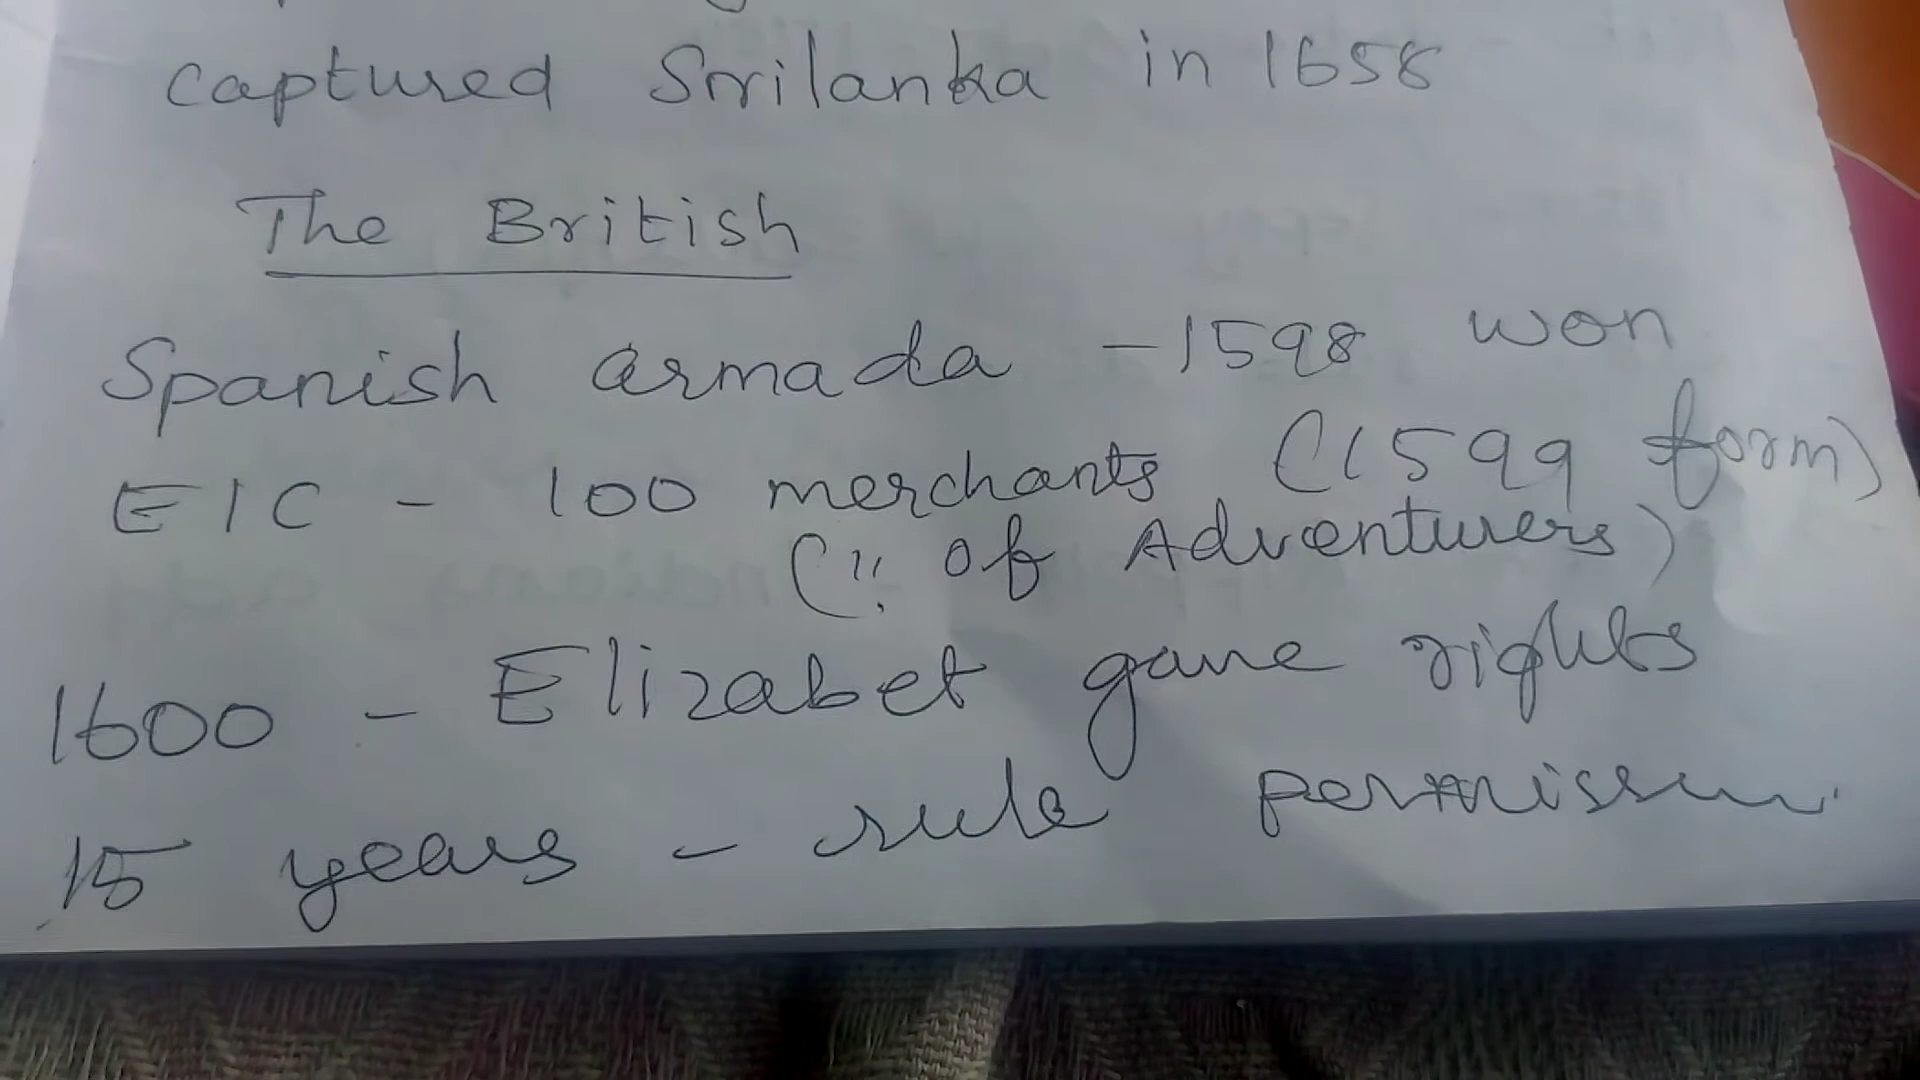 captured Srilanka in 1658
The British
Spanish armada - 1598 won
EIC - 100 merchants (1599 form)
(" of Adventurers)
1600 - Elizabet gave rights
15 years - rule permission